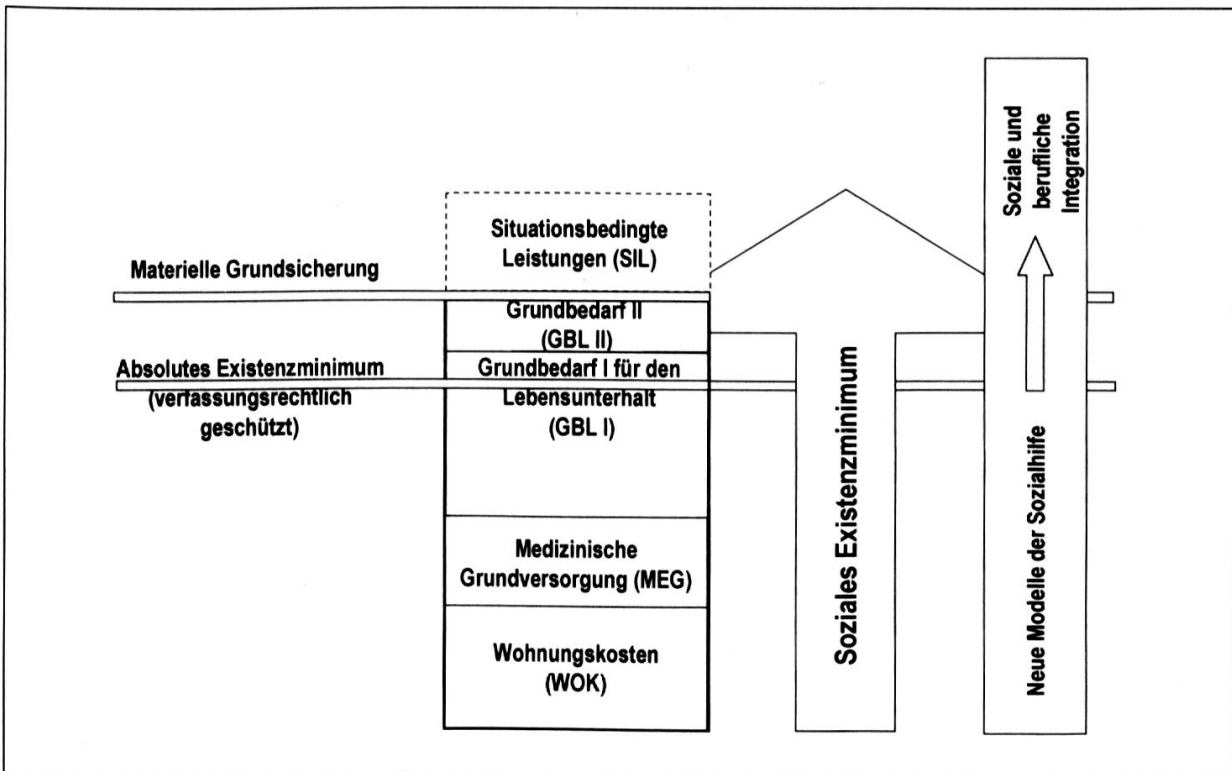 Materielle Grundsicherung
Absolutes Existenzminimum
(verfassungsrechtlich
geschützt)
Situationsbedingte
Leistungen (SIL)
Grundbedarf II
(GBL II)
Grundbedarf I für den
Lebensunterhalt
(GBL I)
Medizinische
Grundversorgung (MEG)
Wohnungskosten
(WOK)
Soziales Existenzminimum
Soziale und
berufliche
Integration
Neue Modelle der Sozialhilfe